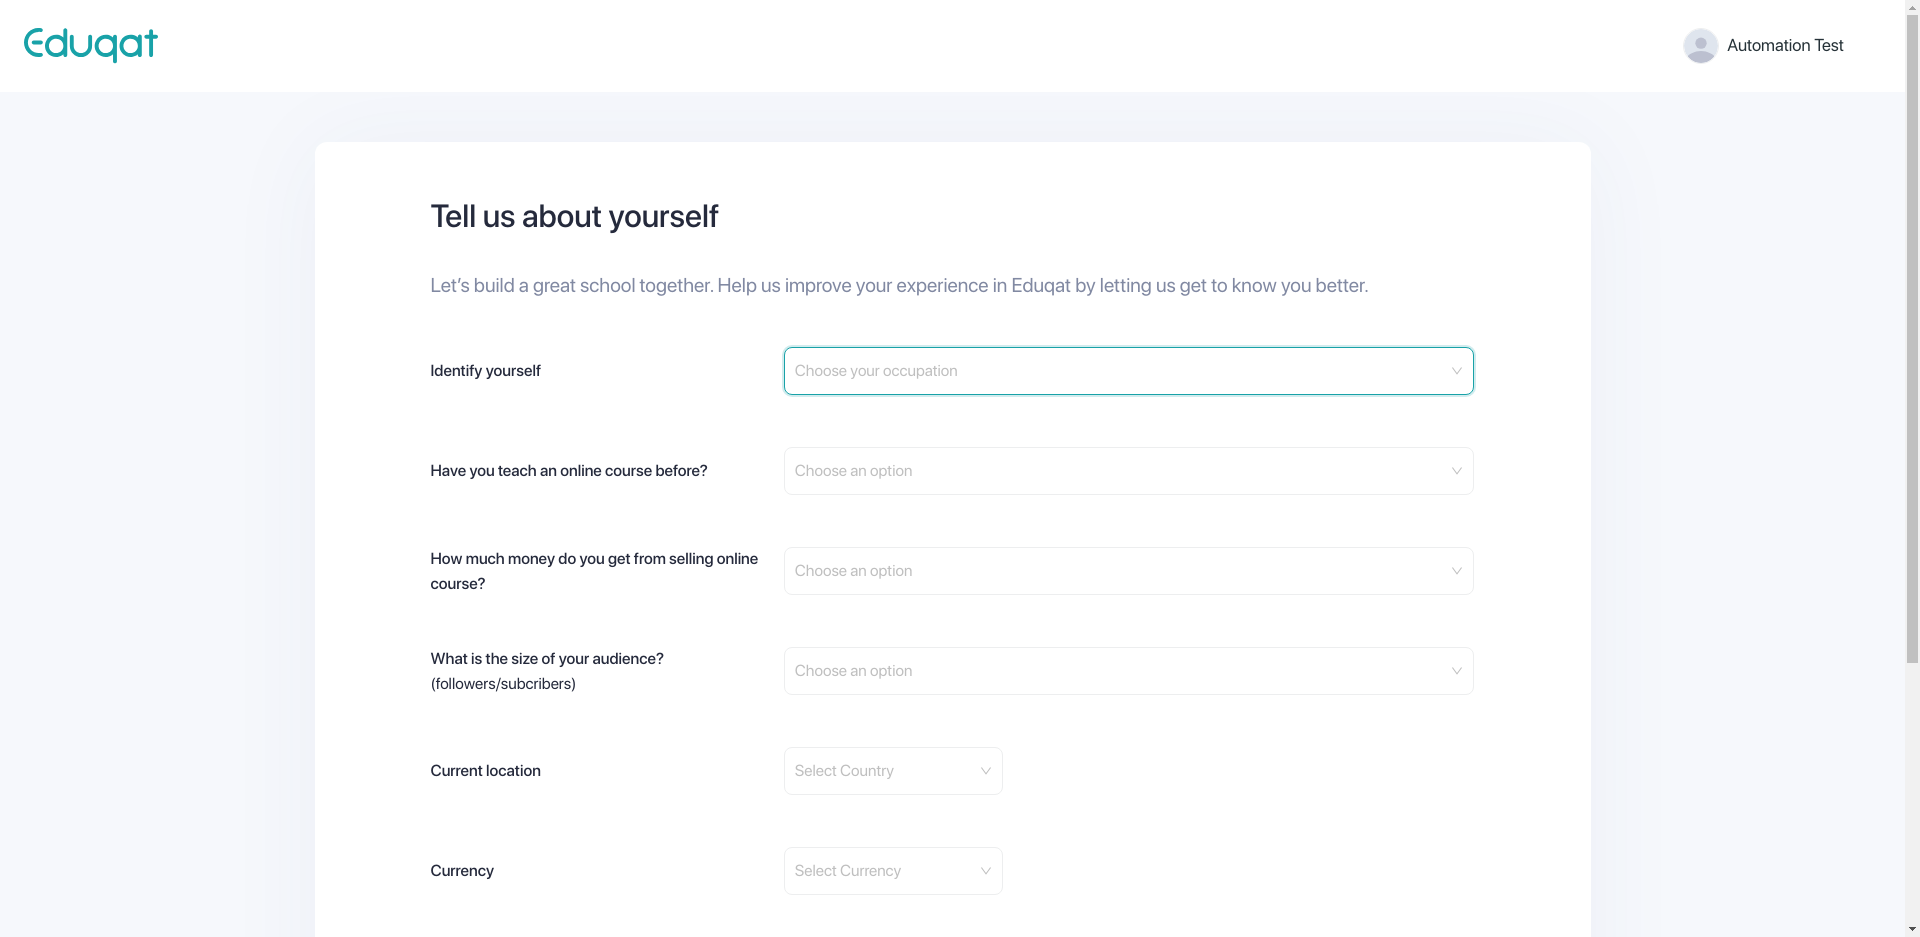 Eduqat
Automation Test
Tell us about yourself
Let's build a great school together. Help us improve your experience in Eduqat by letting us get to know you better.
Identify yourself
Choose your occupation
Have you teach an online course before?
Choose an option
How much money do you get from selling online
course?
Choose an option
What is the size of your audience?
(followers/subcribers)
Choose an option
Current location
Select Country
Currency
Select Currency